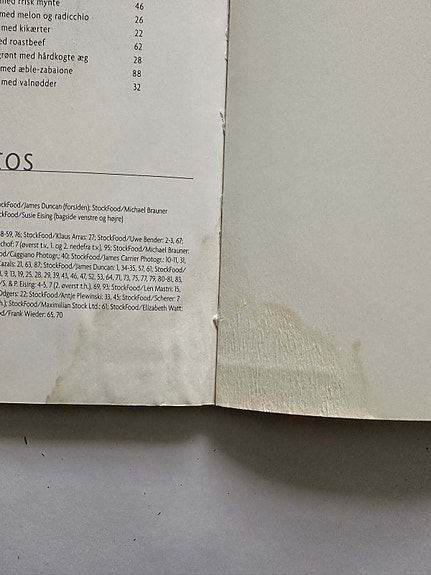 med frisk mynte 46
med melon og radicchio 26
med kikærter 22
ed roastbeef 62
grønt med hårdkogte æg 28
med æble-zabaione 88
med valnødder 32
TOS
ckFood/James Duncan (forsiden); StockFood/Michael Brauner
ckFood/Susie Eising (bagside venstre og højre)
8-59, 76; StockFood/Klaus Arras: 27; StockFood/Uwe Bender: 2-3, 67;
chof: 7 (øverst t.v., 1. og 2. nedefra t.v.), 95; StockFood/Michael Brauner:
od/Caggiano Photogr.: 40; StockFood/James Carrier Photogr.: 10-11, 31,
Cazals: 21, 63, 87; StockFood/James Duncan: 1, 34-35, 57, 61; StockFood/
, 9, 13, 19, 25, 28, 29, 39, 43, 46, 47, 52, 53, 64, 71, 73, 75, 77, 79, 80-81, 83,
/S. & P. Eising: 4-5, 7 (2. øverst t.h.), 69, 93; StockFood/Len Mastri: 15,
Odgers: 22; StockFood/Antje Plewinski: 33, 45; StockFood/Scherer: 7
t.h.); StockFood/Maximilian Stock Ltd.: 61; StockFood/Elizabeth Watt:
od/Frank Wieder: 65, 70